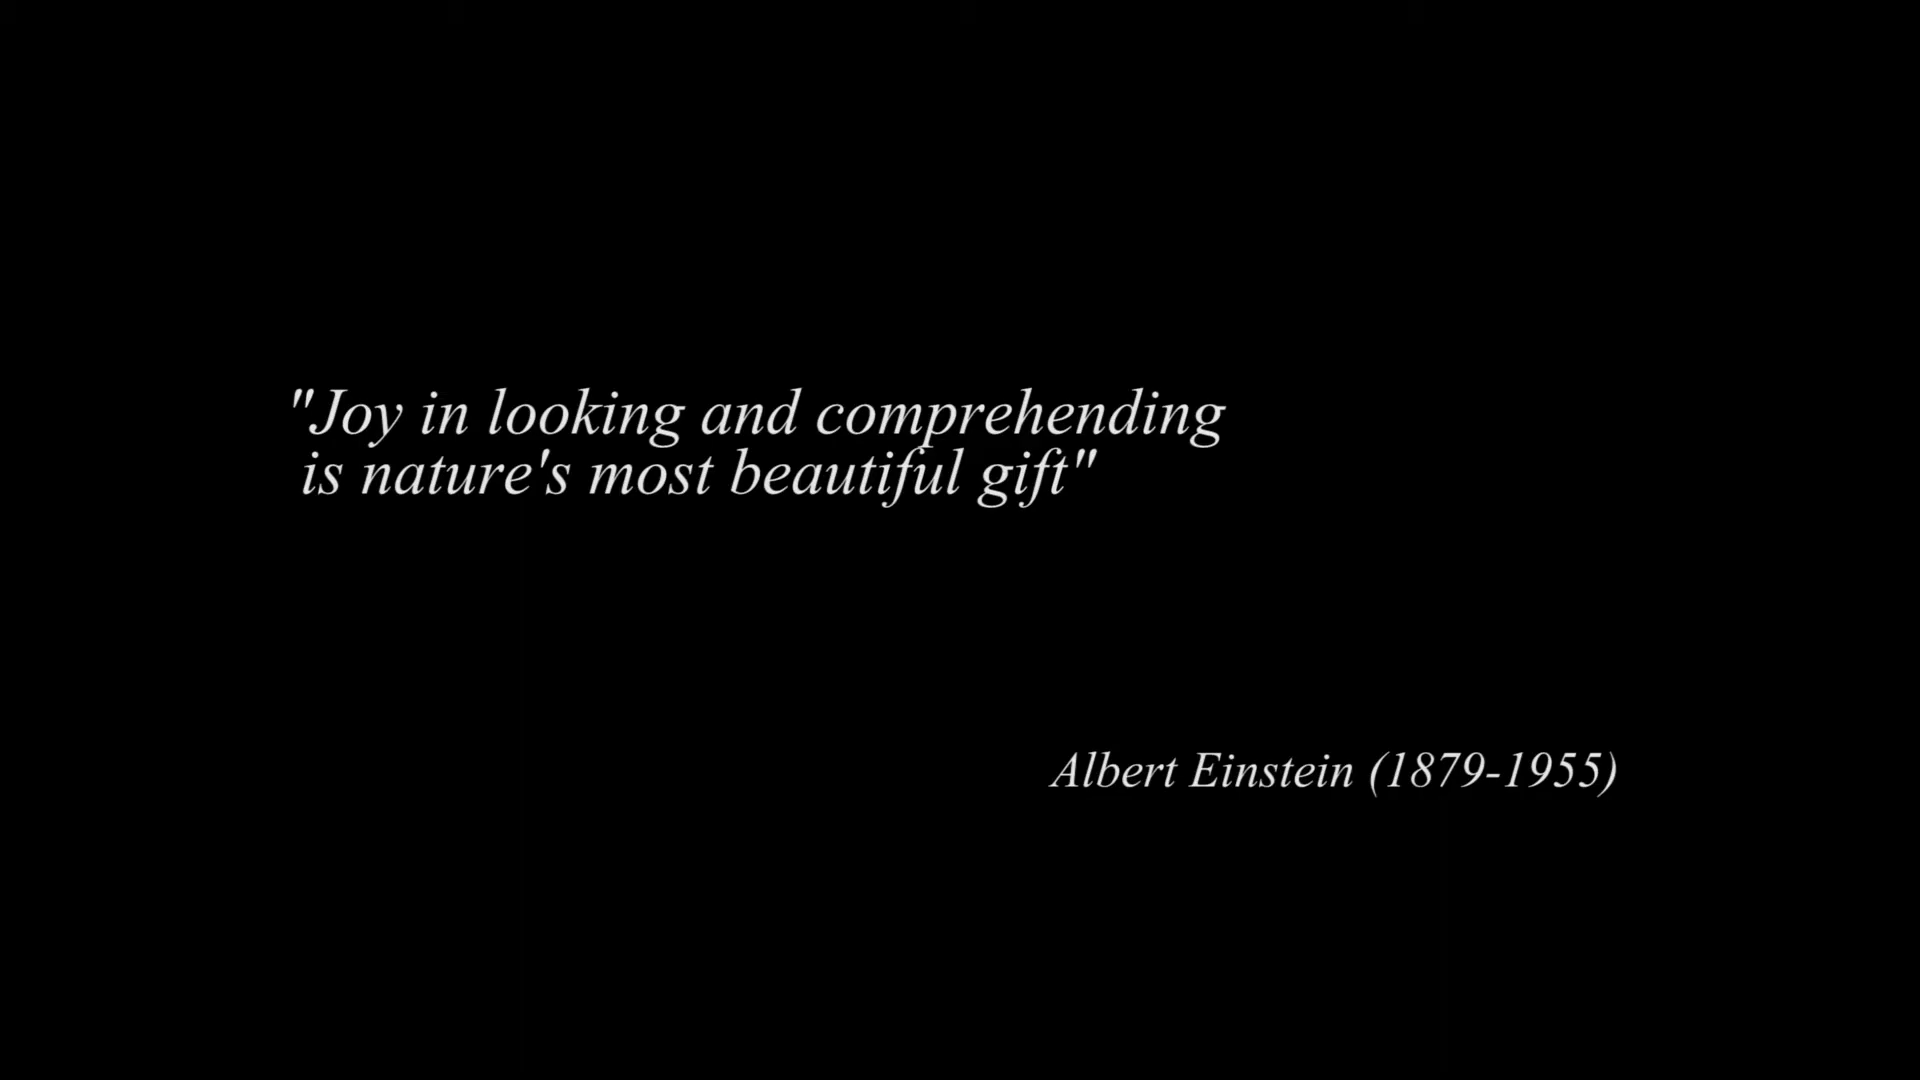 "Joy in looking and comprehending
is nature's most beautiful gift"
Albert Einstein (1879-1955)